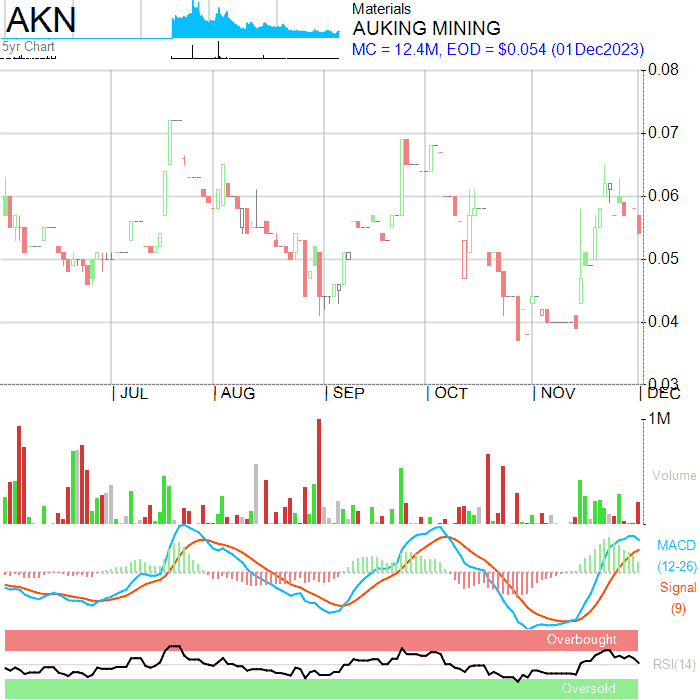 AKN
5yr Chart
Materials
AUKING MINING
MC = 12.4M, EOD = $0.054 (01Dec2023)
0.08
0.07
0.06
0.05
0.04
0.03
JUL AUG SEP OCT NOV DEC
1M
Volume
MACD
(12-26)
Signal
(9)
Overbought
RSI(14)
Oversold